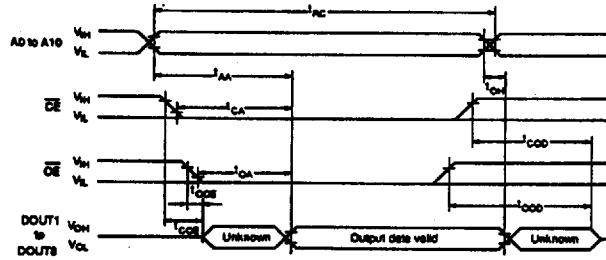 tRC
A0 to A10 VIH
VIL
tAA
tOH
CE VIH
VIL
tCA
tCOD
OE VIH
VIL
tOA
tOOE
tOOD
tCOE
DOUT1
to
DOUT8
VOH
VOL
Unknown
Output data valid
Unknown